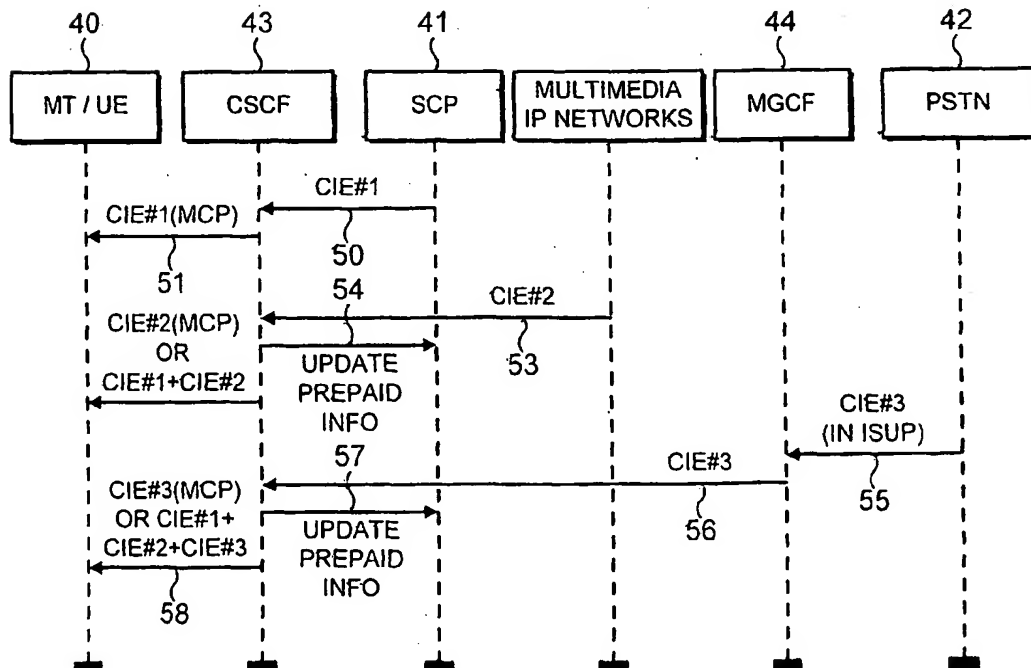 40
43
41
44
42
MT / UE
CSCF
SCP
MULTIMEDIA
IP NETWORKS
MGCF
PSTN
CIE#1
50
CIE#1(MCP)
51
54
CIE#2
53
CIE#2(MCP)
OR
CIE#1+CIE#2
UPDATE
PREPAID
INFO
CIE#3
(IN ISUP)
55
57
CIE#3
56
CIE#3(MCP)
OR CIE#1+
CIE#2+CIE#3
58
UPDATE
PREPAID
INFO